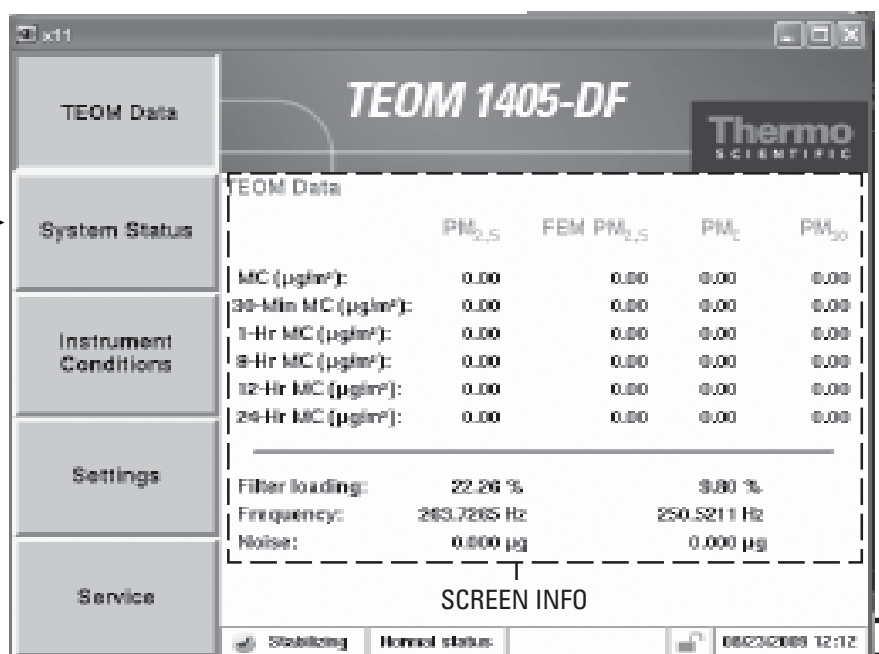 x11
TEOM Data
System Status
Instrument
Conditions
Settings
Service
TEOM 1405-DF
Thermo
SCIENTIFIC
TEOM Data
PM2.5 FEM PM2.5 PMc PM10
MC (µg/m³): 0.00 0.00 0.00 0.00
30-Min MC (µg/m³): 0.00 0.00 0.00 0.00
1-Hr MC (µg/m³): 0.00 0.00 0.00 0.00
8-Hr MC (µg/m³): 0.00 0.00 0.00 0.00
12-Hr MC (µg/m³): 0.00 0.00 0.00 0.00
24-Hr MC (µg/m³): 0.00 0.00 0.00 0.00
Filter loading: 22.26 % %
Frequency: Hz 250.5211 Hz
Noise: 0.000 µg 0.000 µg
SCREEN INFO
Stabilizing Normal status 08/23/2009 12:12